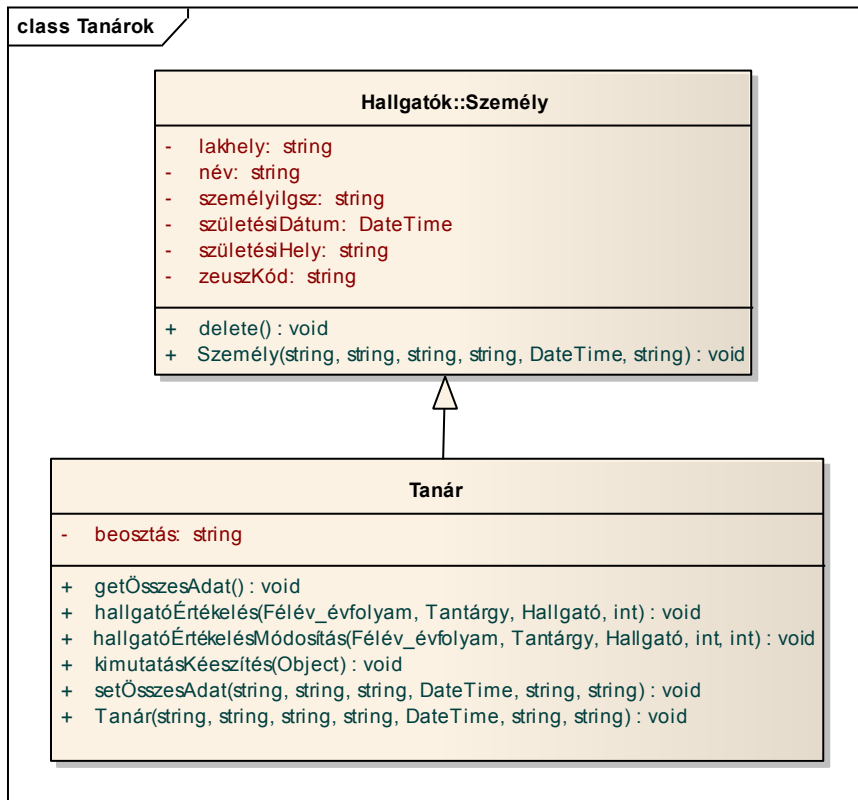 class Tanárok
Hallgatók::Személy
- lakhely: string
- név: string
- személyiIgsz: string
- születésiDátum: DateTime
- születésiHely: string
- zeuszKód: string
+ delete() : void
+ Személy(string, string, string, string, DateTime, string) : void
Tanár
- beosztás: string
+ getÖsszesAdat() : void
+ hallgatóÉrtékelés(Félév_évfolyam, Tantárgy, Hallgató, int) : void
+ hallgatóÉrtékelésMódosítás(Félév_évfolyam, Tantárgy, Hallgató, int, int) : void
+ kimutatásKéeszítés(Object) : void
+ setÖsszesAdat(string, string, string, DateTime, string, string) : void
+ Tanár(string, string, string, string, DateTime, string, string) : void